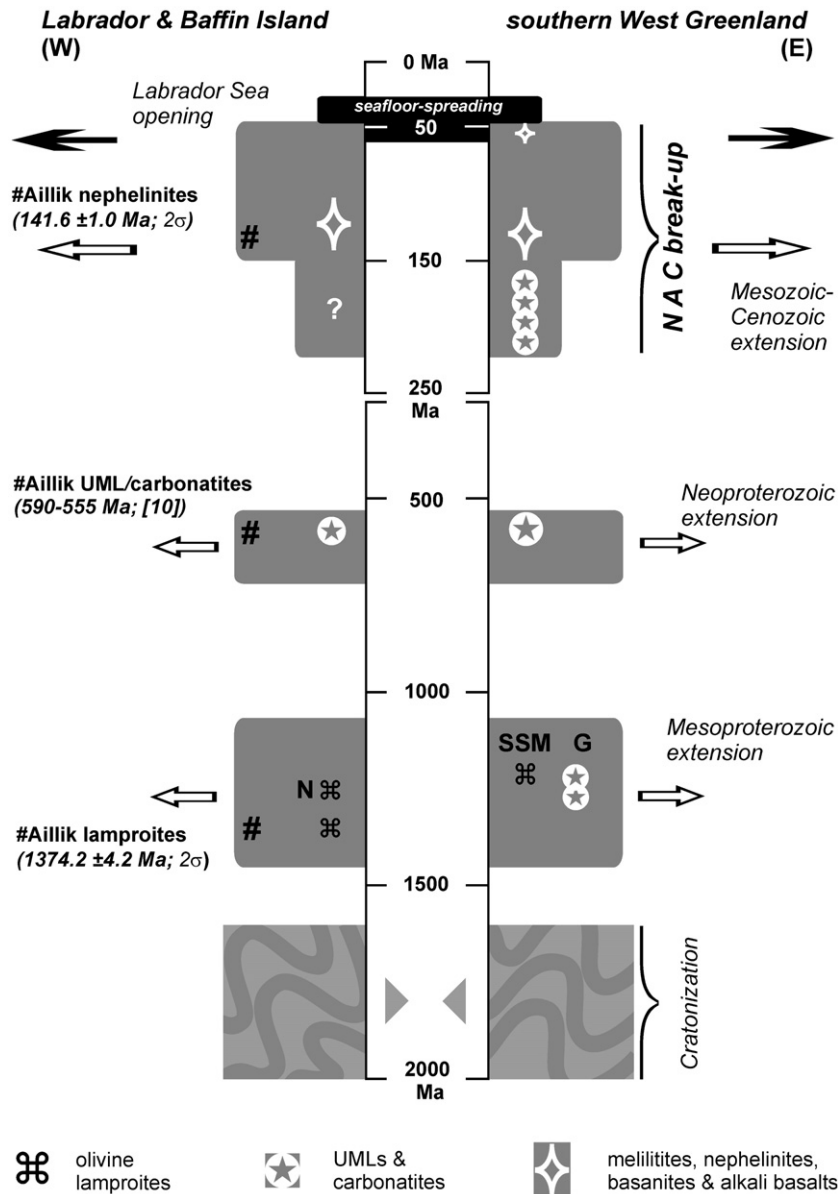 Labrador & Baffin Island
(W)
southern West Greenland
(E)
0 Ma
Labrador Sea
opening
seafloor-spreading
50
#Aillik nephelinites
(141.6 ±1.0 Ma; 2σ)
#
150
?
N A C break-up
Mesozoic-
Cenozoic
extension
250
Ma
#Aillik UML/carbonatites
(590-555 Ma; [10])
500
#
Neoproterozoic
extension
1000
SSM G
Mesoproterozoic
extension
N
#
#Aillik lamproites
(1374.2 ±4.2 Ma; 2σ)
1500
Cratonization
2000
Ma
olivine
lamproites
UMLs &
carbonatites
melilitites, nephelinites,
basanites & alkali basalts